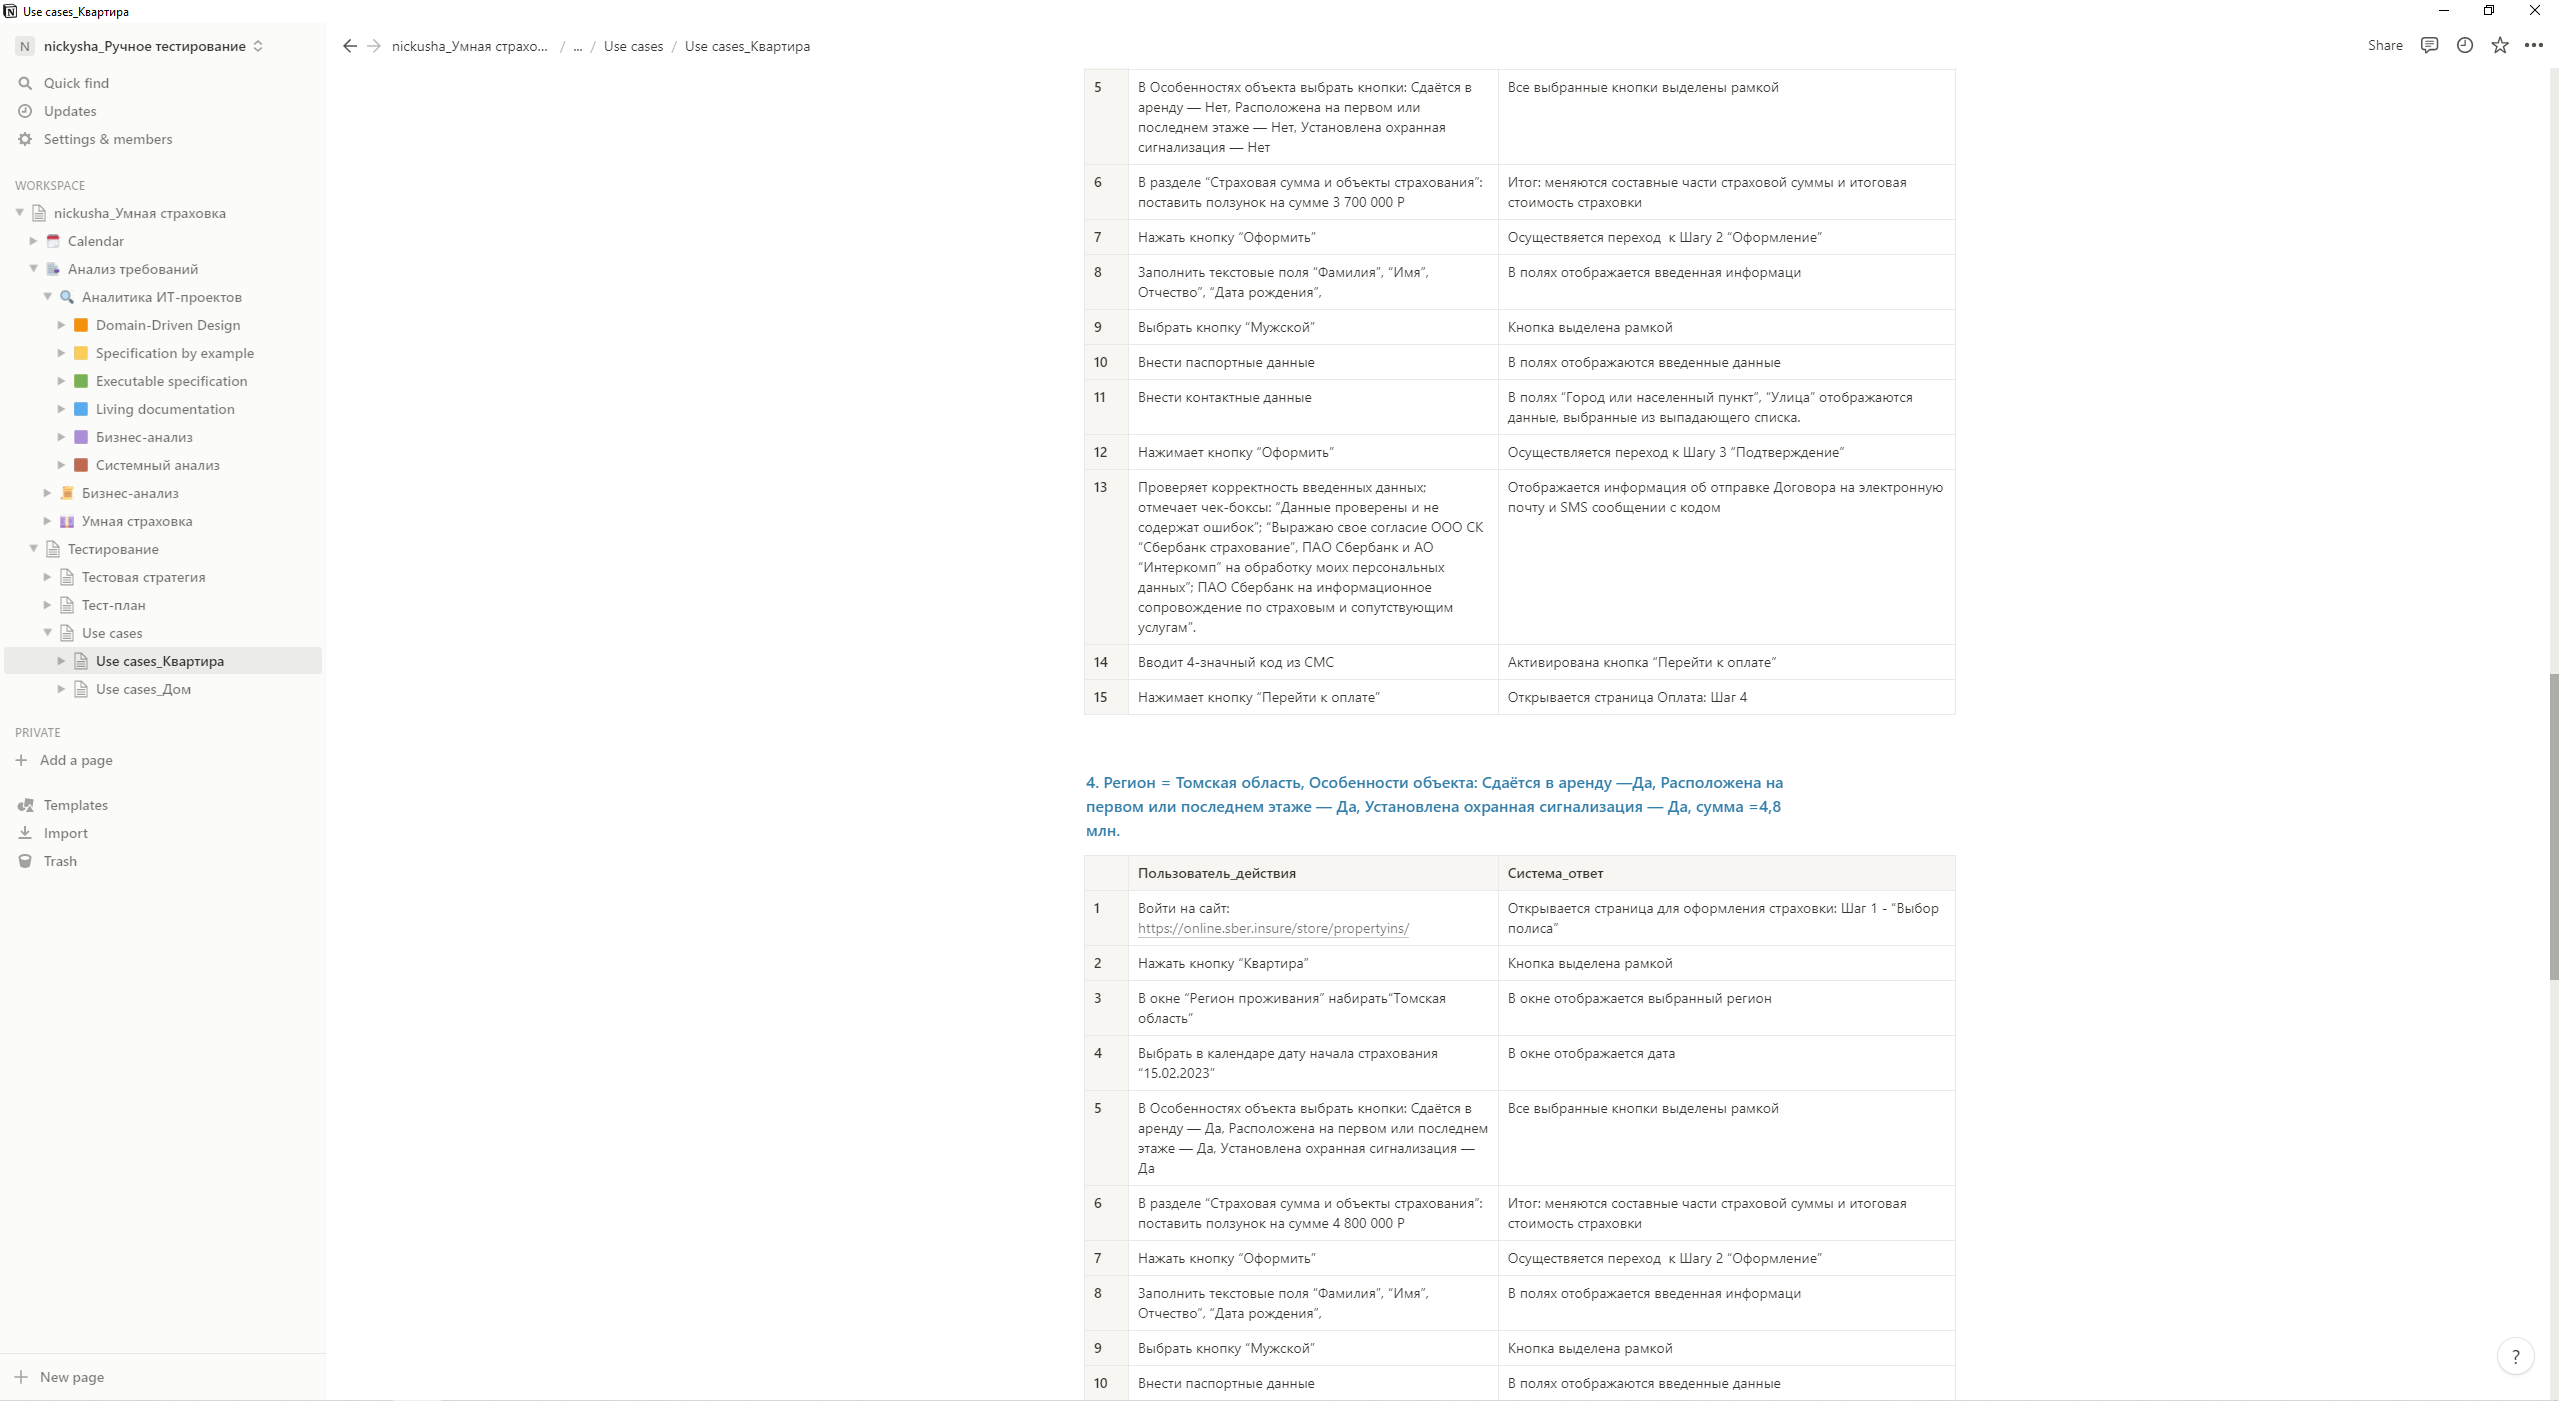 Use cases_Квартира
N nickysha_Ручное тестирование
Quick find
Updates
Settings & members
WORKSPACE
nickusha_Умная страховка
Calendar
Анализ требований
Аналитика ИТ-проектов
Domain-Driven Design
Specification by example
Executable specification
Living documentation
Бизнес-анализ
Системный анализ
Бизнес-анализ
Умная страховка
Тестирование
Тестовая стратегия
Тест-план
Use cases
Use cases_Квартира
Use cases_Дом
PRIVATE
Add a page
Templates
Import
Trash
New page
nickusha_Умная страхо... / ... / Use cases / Use cases_Квартира
Share
5
В Особенностях объекта выбрать кнопки: Сдаётся в
аренду — Нет, Расположена на первом или
последнем этаже — Нет, Установлена охранная
сигнализация — Нет
Все выбранные кнопки выделены рамкой
6
В разделе “Страховая сумма и объекты страхования”:
поставить ползунок на сумме 3 700 000 Р
Итог: меняются составные части страховой суммы и итоговая
стоимость страховки
7
Нажать кнопку “Оформить”
Осуществяется переход  к Шагу 2 “Оформление”
8
Заполнить текстовые поля “Фамилия”, “Имя”,
Отчество”, “Дата рождения”,
В полях отображается введенная информаци
9
Выбрать кнопку “Мужской”
Кнопка выделена рамкой
10
Внести паспортные данные
В полях отображаются введенные данные
11
Внести контактные данные
В полях “Город или населенный пункт”, “Улица” отображаются
данные, выбранные из выпадающего списка.
12
Нажимает кнопку “Оформить”
Осуществляется переход к Шагу 3 “Подтверждение”
13
Проверяет корректность введенных данных;
отмечает чек-боксы: “Данные проверены и не
содержат ошибок”; “Выражаю свое согласие ООО СК
“Сбербанк страхование”, ПАО Сбербанк и АО
“Интеркомп” на обработку моих персональных
данных”; ПАО Сбербанк на информационное
сопровождение по страховым и сопутствующим
услугам”.
Отображается информация об отправке Договора на электронную
почту и SMS сообщении с кодом
14
Вводит 4-значный код из СМС
Активирована кнопка “Перейти к оплате”
15
Нажимает кнопку “Перейти к оплате”
Открывается страница Оплата: Шаг 4
4. Регион = Томская область, Особенности объекта: Сдаётся в аренду —Да, Расположена на
первом или последнем этаже — Да, Установлена охранная сигнализация — Да, сумма =4,8
млн.
Пользователь_действия
Система_ответ
1
Войти на сайт:
https://online.sber.insure/store/propertyins/
Открывается страница для оформления страховки: Шаг 1 - “Выбор
полиса”
2
Нажать кнопку “Квартира”
Кнопка выделена рамкой
3
В окне “Регион проживания” набирать“Томская
область”
В окне отображается выбранный регион
4
Выбрать в календаре дату начала страхования
“15.02.2023”
В окне отображается дата
5
В Особенностях объекта выбрать кнопки: Сдаётся в
аренду — Да, Расположена на первом или последнем
этаже — Да, Установлена охранная сигнализация —
Да
Все выбранные кнопки выделены рамкой
6
В разделе “Страховая сумма и объекты страхования”:
поставить ползунок на сумме 4 800 000 Р
Итог: меняются составные части страховой суммы и итоговая
стоимость страховки
7
Нажать кнопку “Оформить”
Осуществяется переход  к Шагу 2 “Оформление”
8
Заполнить текстовые поля “Фамилия”, “Имя”,
Отчество”, “Дата рождения”,
В полях отображается введенная информаци
9
Выбрать кнопку “Мужской”
Кнопка выделена рамкой
10
Внести паспортные данные
В полях отображаются введенные данные
?